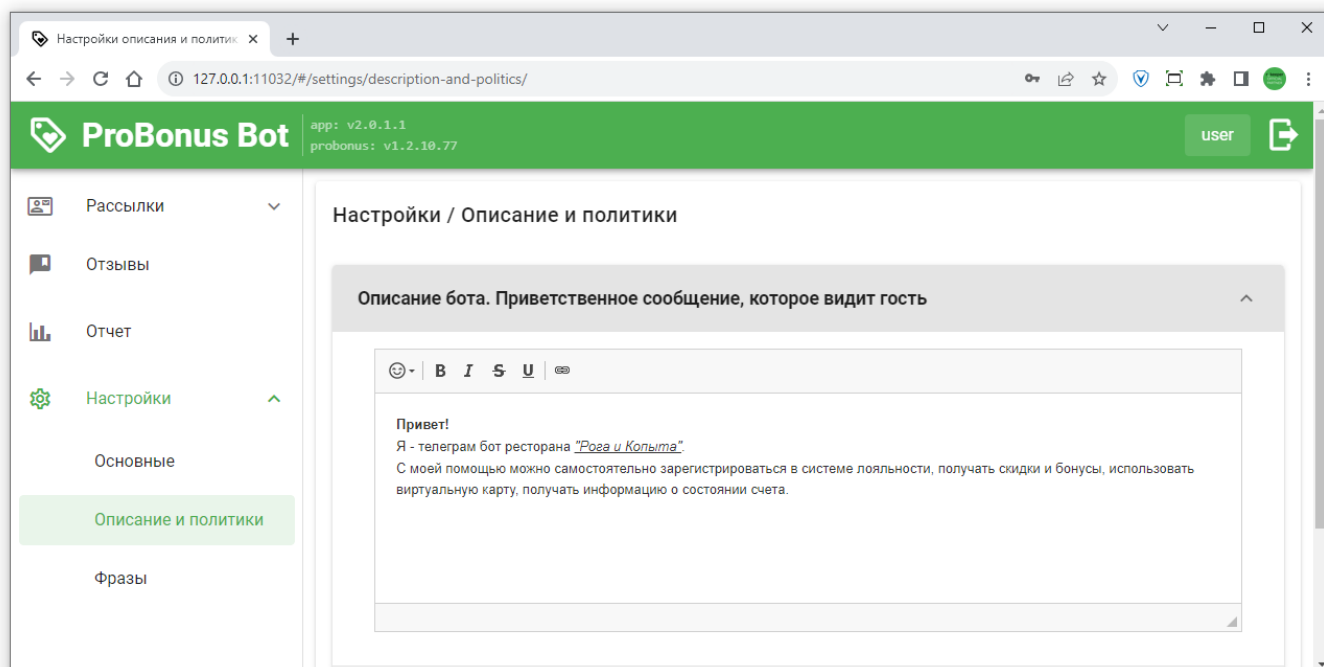 Настройки описания и политик
127.0.0.1:11032/#/settings/description-and-politics/
ProBonus Bot
app: v2.0.1.1
probonus: v1.2.10.77
user
Рассылки
Отзывы
Отчет
Настройки
Основные
Описание и политики
Фразы
Настройки / Описание и политики
Описание бота. Приветственное сообщение, которое видит гость
B I S U
Привет!
Я - телеграм бот ресторана "Рога и Копыта".
С моей помощью можно самостоятельно зарегистрироваться в системе лояльности, получать скидки и бонусы, использовать
виртуальную карту, получать информацию о состоянии счета.